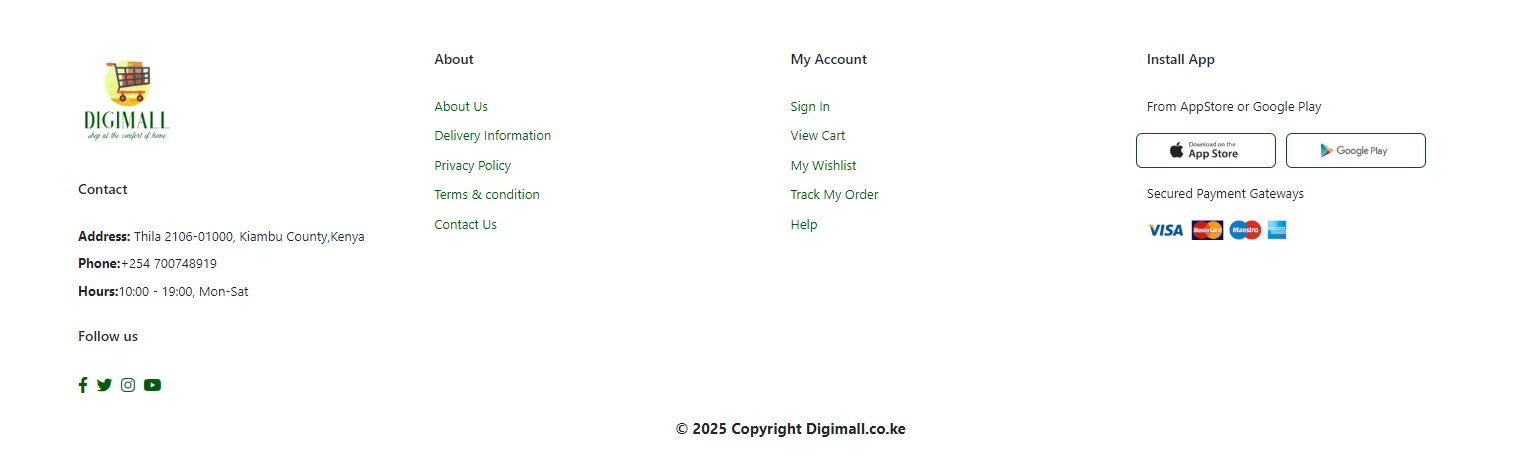 DIGIMALL
shop at the comfort of home
Contact
Address: Thila 2106-01000, Kiambu County,Kenya
Phone:+254 700748919
Hours:10:00 - 19:00, Mon-Sat
Follow us
About
About Us
Delivery Information
Privacy Policy
Terms & condition
Contact Us
My Account
Sign In
View Cart
My Wishlist
Track My Order
Help
Install App
From AppStore or Google Play
Download on the
App Store
Google Play
Secured Payment Gateways
VISA MasterCard Maestro
© 2025 Copyright Digimall.co.ke